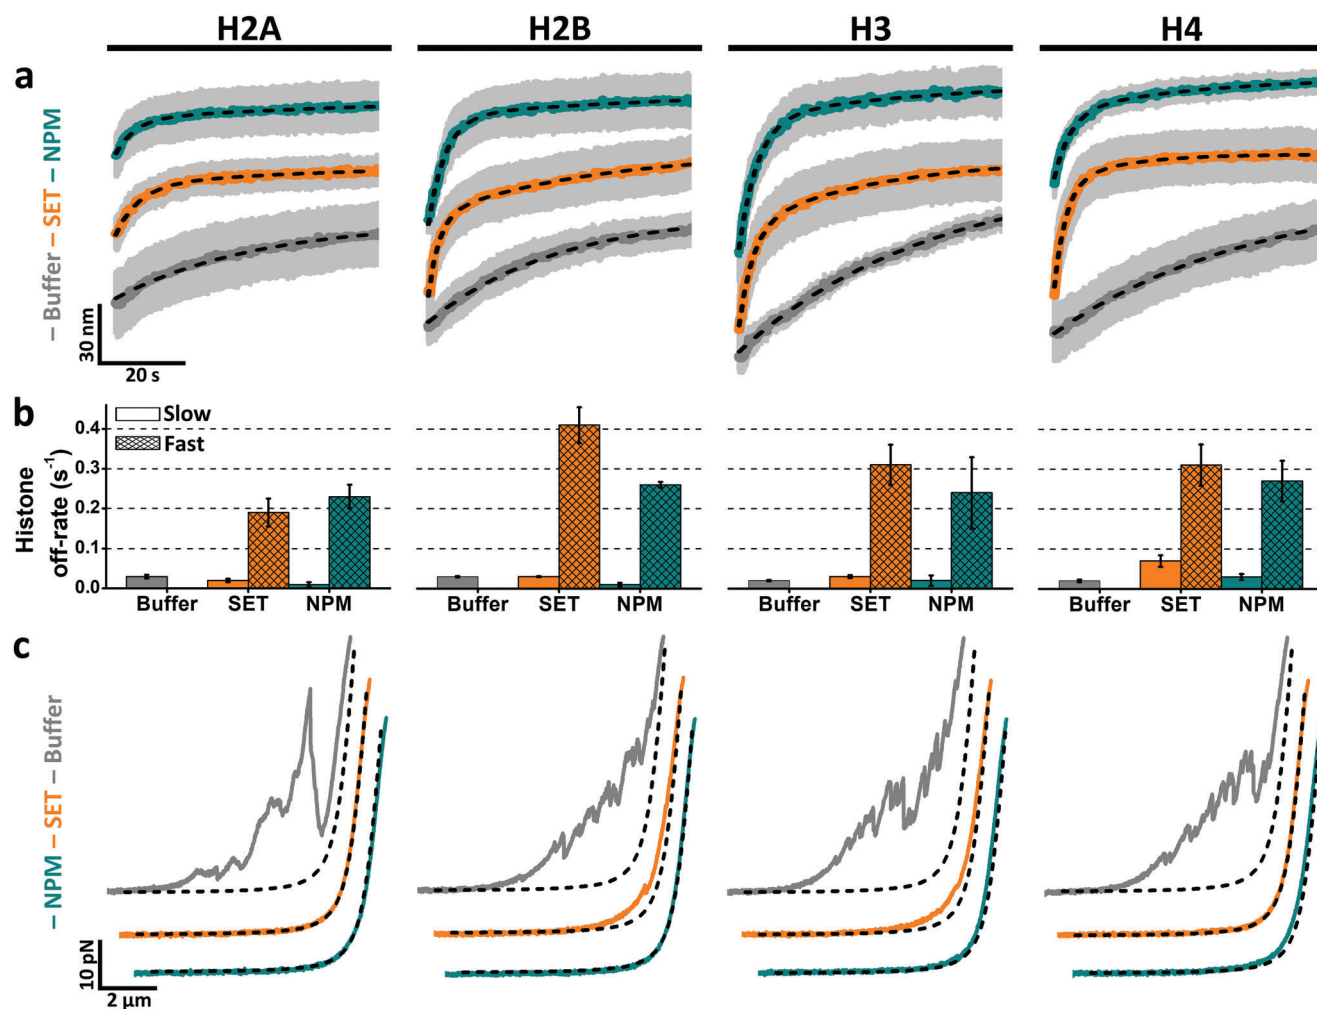 H2A H2B H3 H4
a
– Buffer – SET – NPM
30 nm
20 s
b
Slow
Fast
Histone
off-rate (s⁻¹)
0.4
0.3
0.2
0.1
0.0
Buffer SET NPM Buffer SET NPM Buffer SET NPM Buffer SET NPM
c
– NPM – SET – Buffer
10 pN
2 µm